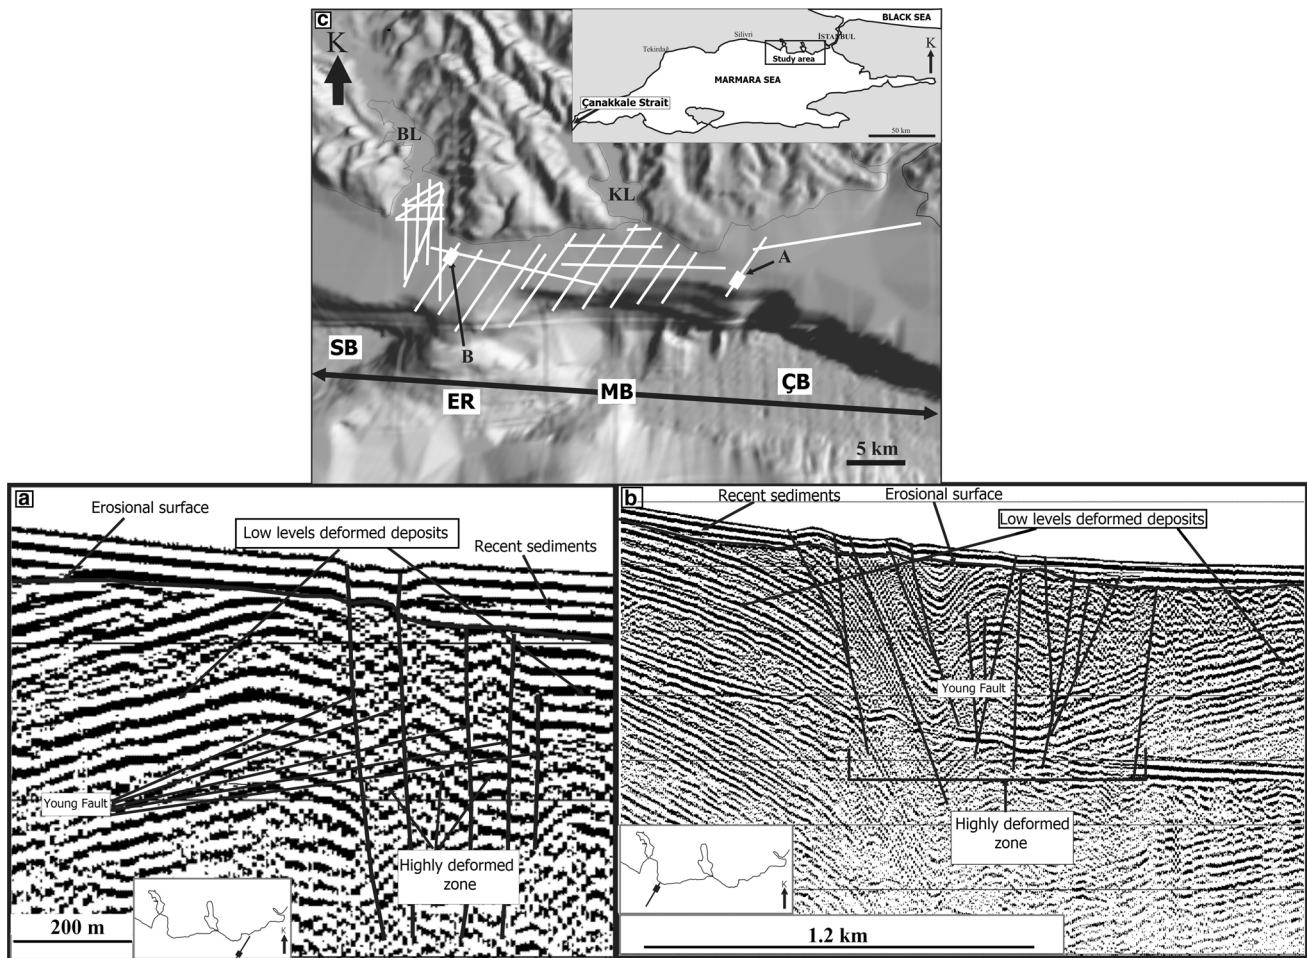 c
K
BLACK SEA
İSTANBUL
Silivri
Tekirdağ
K
Study area
MARMARA SEA
Çanakkale Strait
50 km
BL
KL
A
B
SB
ER
MB
ÇB
5 km
a
Erosional surface
Low levels deformed deposits
Recent sediments
Young Fault
Highly deformed
zone
200 m
K
b
Recent sediments
Erosional surface
Low levels deformed deposits
Young Fault
Highly deformed
zone
K
1.2 km